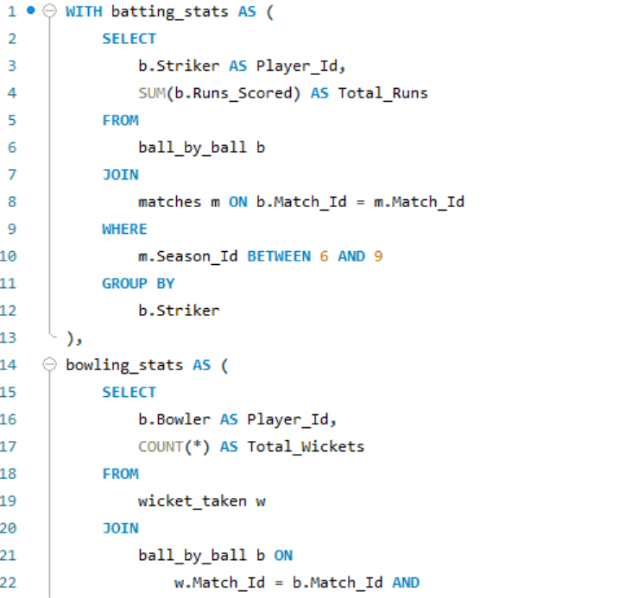 1 WITH batting_stats AS (
2 SELECT
3 b.Striker AS Player_Id,
4 SUM(b.Runs_Scored) AS Total_Runs
5 FROM
6 ball_by_ball b
7 JOIN
8 matches m ON b.Match_Id = m.Match_Id
9 WHERE
10 m.Season_Id BETWEEN 6 AND 9
11 GROUP BY
12 b.Striker
13 ),
14 bowling_stats AS (
15 SELECT
16 b.Bowler AS Player_Id,
17 COUNT(*) AS Total_Wickets
18 FROM
19 wicket_taken w
20 JOIN
21 ball_by_ball b ON
22 w.Match_Id = b.Match_Id AND